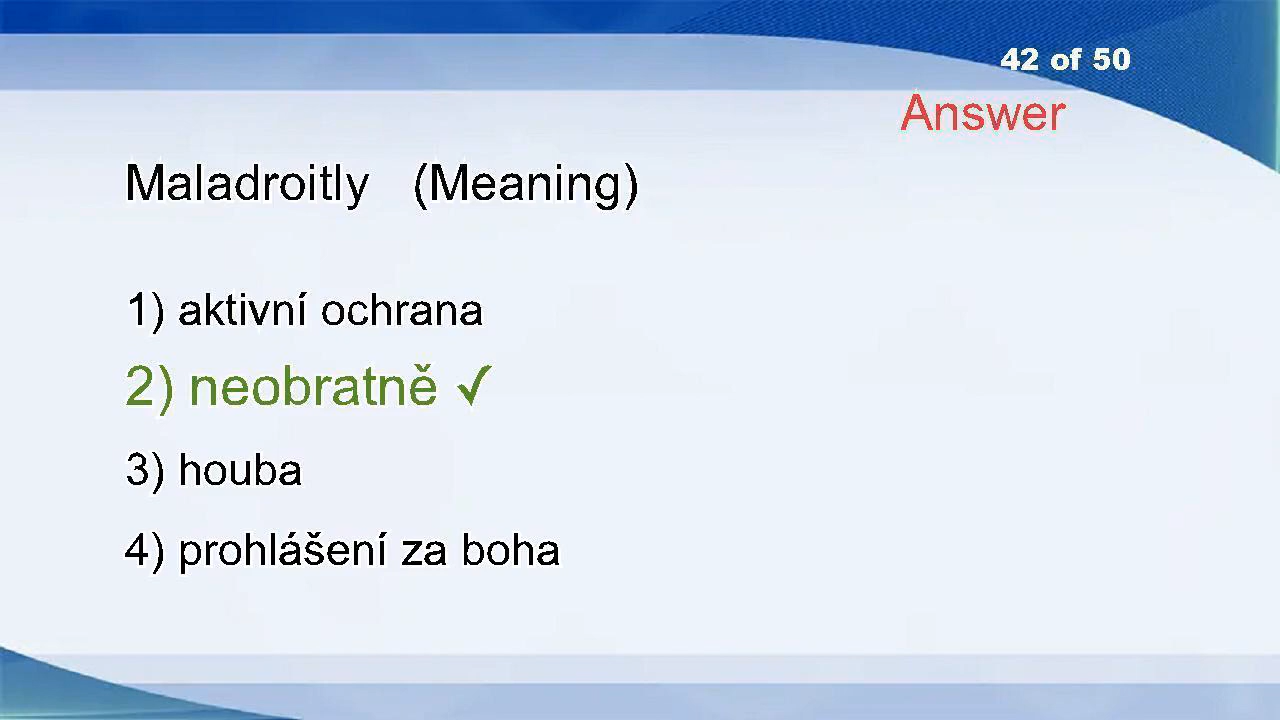 42 of 50
Answer
Maladroitly (Meaning)
1) aktivní ochrana
2) neobratně ✓
3) houba
4) prohlášení za boha